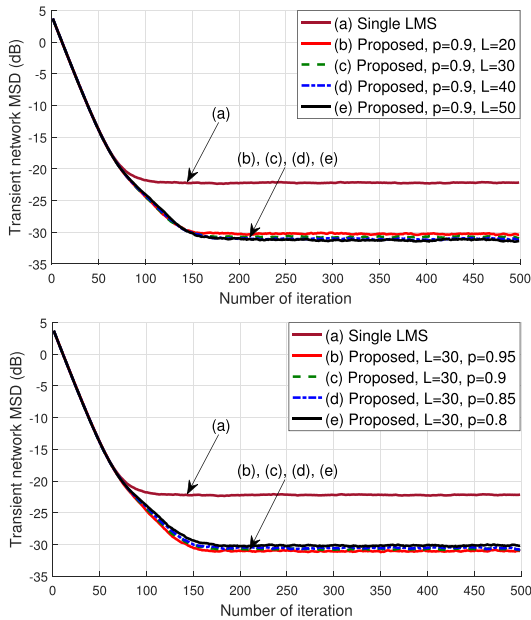 5
0
-5
-10
-15
-20
-25
-30
-35
Transient network MSD (dB)
(a) Single LMS
(b) Proposed, p=0.9, L=20
(c) Proposed, p=0.9, L=30
(d) Proposed, p=0.9, L=40
(e) Proposed, p=0.9, L=50
(a)
(b), (c), (d), (e)
0 50 100 150 200 250 300 350 400 450 500
Number of iteration
5
0
-5
-10
-15
-20
-25
-30
-35
Transient network MSD (dB)
(a) Single LMS
(b) Proposed, L=30, p=0.95
(c) Proposed, L=30, p=0.9
(d) Proposed, L=30, p=0.85
(e) Proposed, L=30, p=0.8
(a)
(b), (c), (d), (e)
0 50 100 150 200 250 300 350 400 450 500
Number of iteration